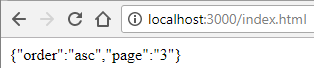 localhost:3000/index.html
{"order":"asc","page":"3"}